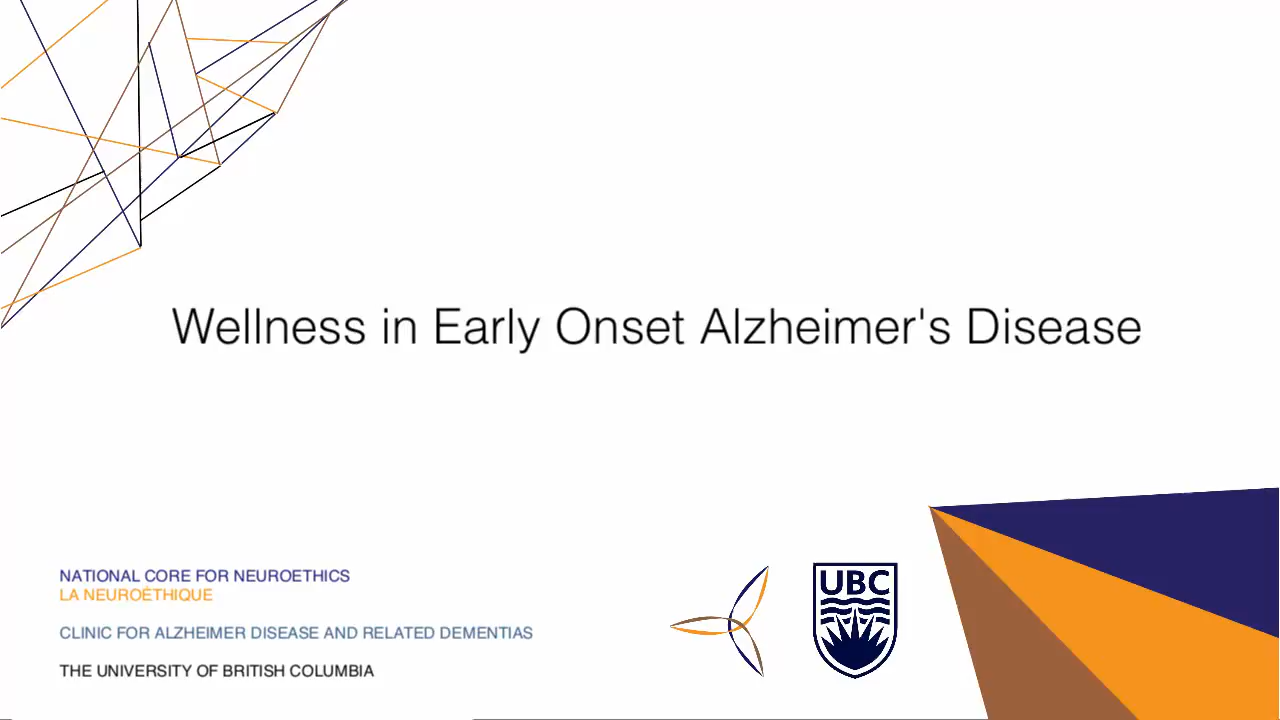 Wellness in Early Onset Alzheimer's Disease
NATIONAL CORE FOR NEUROETHICS
LA NEUROÉTHIQUE
CLINIC FOR ALZHEIMER DISEASE AND RELATED DEMENTIAS
THE UNIVERSITY OF BRITISH COLUMBIA
UBC